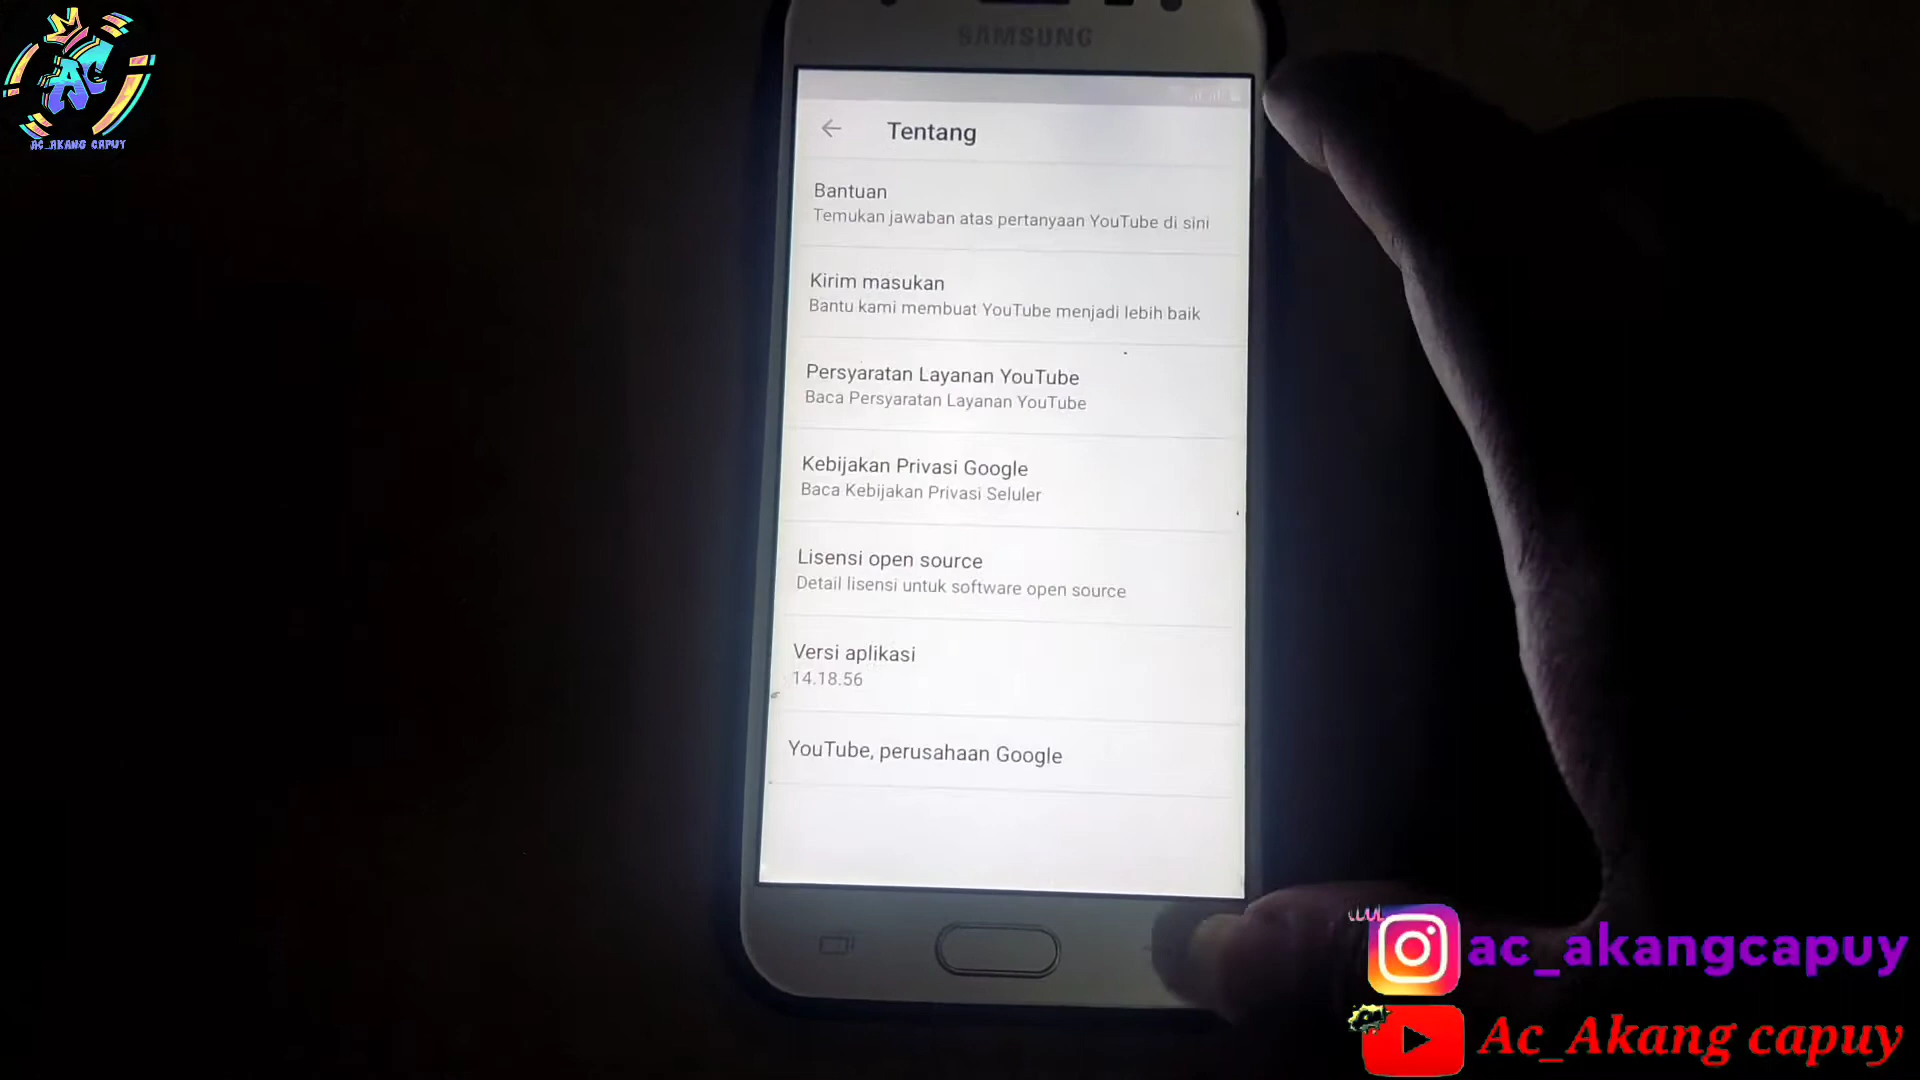 SAMSUNG
AC
AC_AKANG CAPUY
Tentang
Bantuan
Temukan jawaban atas pertanyaan YouTube di sini
Kirim masukan
Bantu kami membuat YouTube menjadi lebih baik
Persyaratan Layanan YouTube
Baca Persyaratan Layanan YouTube
Kebijakan Privasi Google
Baca Kebijakan Privasi Seluler
Lisensi open source
Detail lisensi untuk software open source
Versi aplikasi
14.18.56
YouTube, perusahaan Google
ac_akangcapuy
Ac_Akang capuy